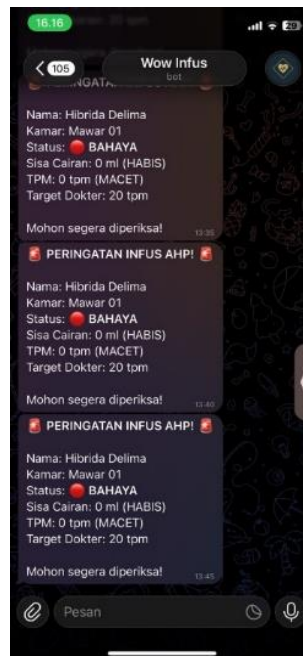 16.16
105
Wow Infus
bot
Nama: Hibrida Delima
Kamar: Mawar 01
Status: 🔴 BAHAYA
Sisa Cairan: 0 ml (HABIS)
TPM: 0 tpm (MACET)
Target Dokter: 20 tpm
Mohon segera diperiksa!
13:35
🚨 PERINGATAN INFUS AHP! 🚨
Nama: Hibrida Delima
Kamar: Mawar 01
Status: 🔴 BAHAYA
Sisa Cairan: 0 ml (HABIS)
TPM: 0 tpm (MACET)
Target Dokter: 20 tpm
Mohon segera diperiksa!
13:40
🚨 PERINGATAN INFUS AHP! 🚨
Nama: Hibrida Delima
Kamar: Mawar 01
Status: 🔴 BAHAYA
Sisa Cairan: 0 ml (HABIS)
TPM: 0 tpm (MACET)
Target Dokter: 20 tpm
Mohon segera diperiksa!
13:45
Pesan